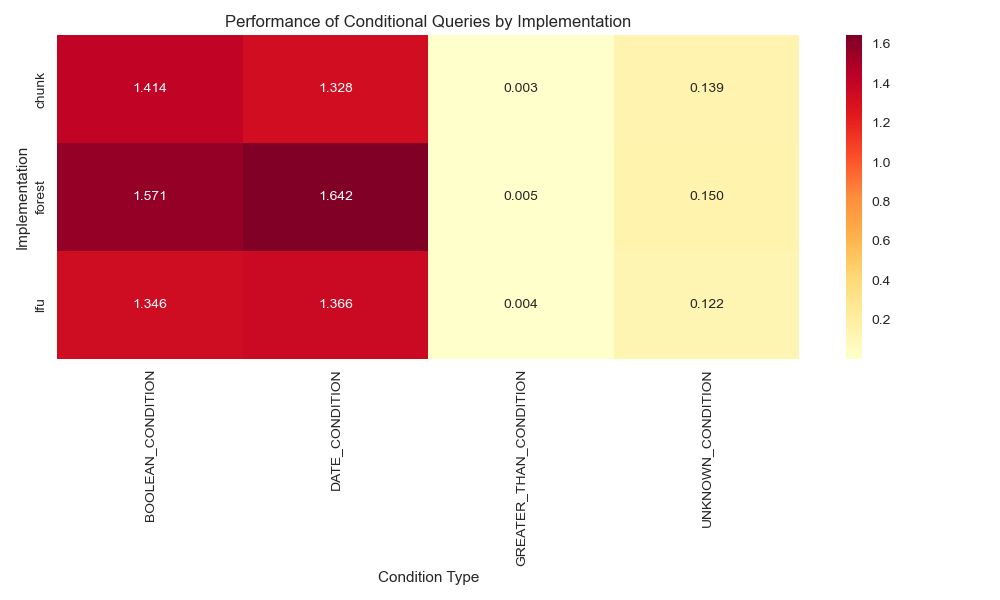 Performance of Conditional Queries by Implementation
Implementation
chunk
1.414 1.328 0.003 0.139
forest
1.571 1.642 0.005 0.150
lfu
1.346 1.366 0.004 0.122
BOOLEAN_CONDITION
DATE_CONDITION
GREATER_THAN_CONDITION
UNKNOWN_CONDITION
Condition Type
1.6
1.4
1.2
1.0
0.8
0.6
0.4
0.2